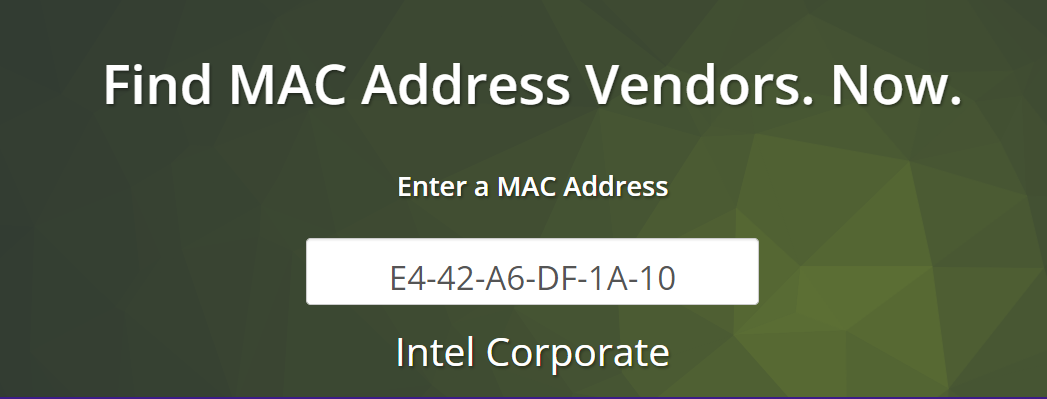 Find MAC Address Vendors. Now.
Enter a MAC Address
E4-42-A6-DF-1A-10
Intel Corporate